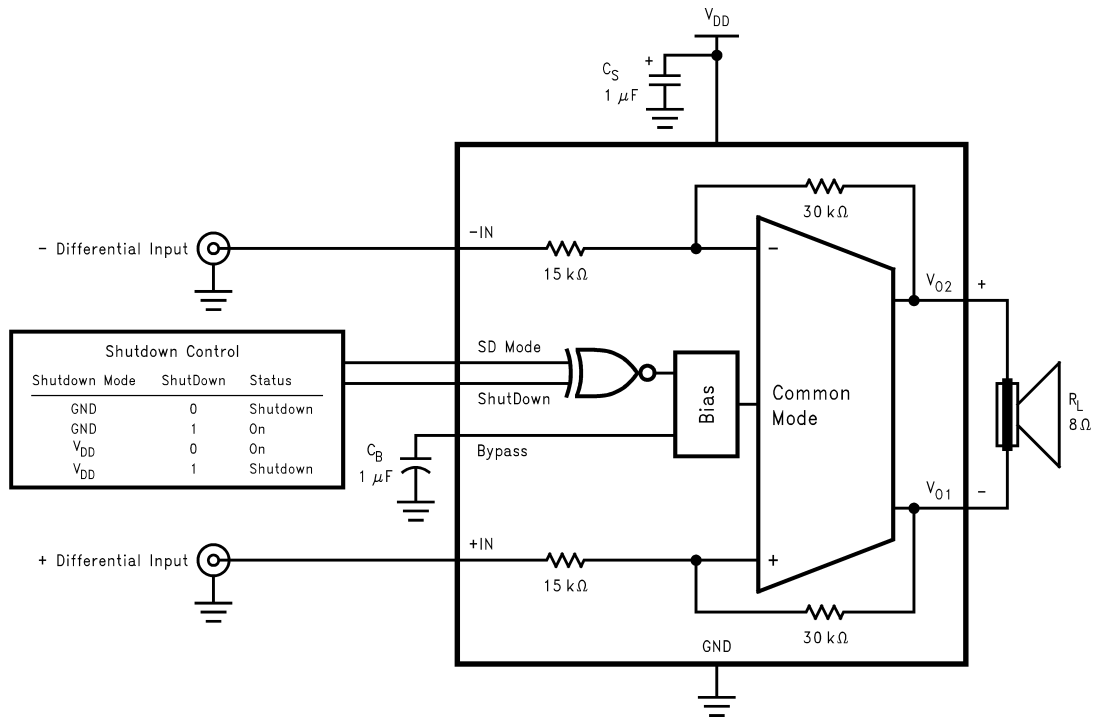 V_DD
C_S
+
1 μF
30 kΩ
-IN
- Differential Input
15 kΩ
-
V_O2
+
Shutdown Control
Shutdown Mode ShutDown Status
GND 0 Shutdown
GND 1 On
V_DD 0 On
V_DD 1 Shutdown
SD Mode
ShutDown
Bias
Common
Mode
R_L
8Ω
C_B
1 μF
Bypass
V_O1
-
+IN
+ Differential Input
15 kΩ
+
30 kΩ
GND